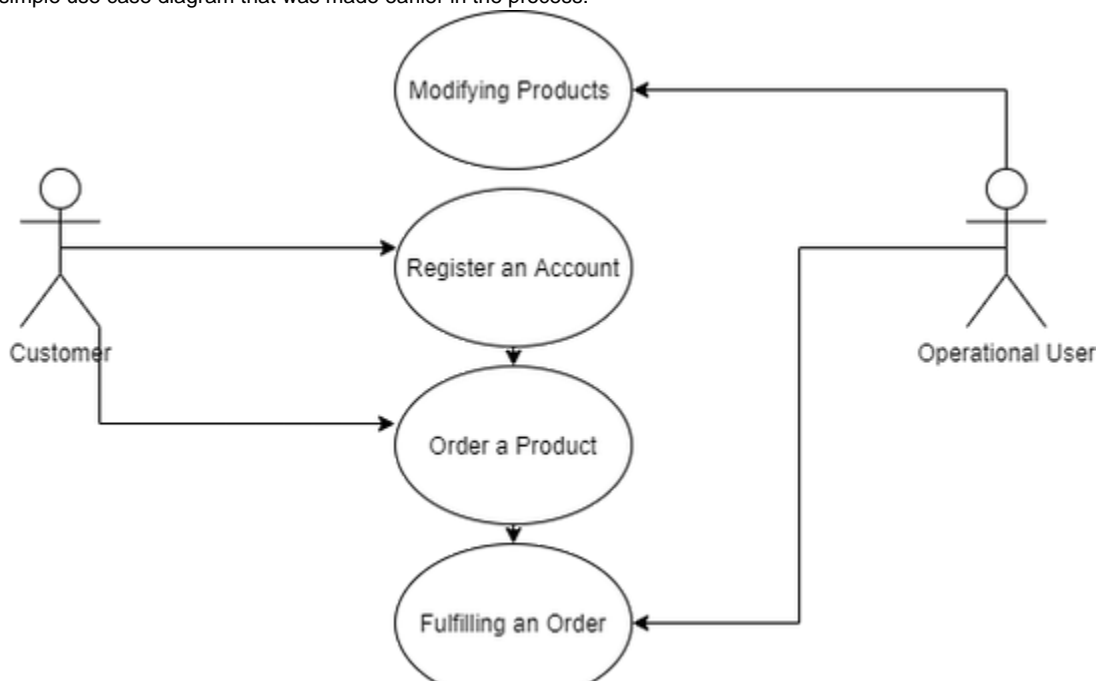 simple use case diagram that was made earlier in the process.
Modifying Products
Register an Account
Customer
Operational User
Order a Product
Fulfilling an Order